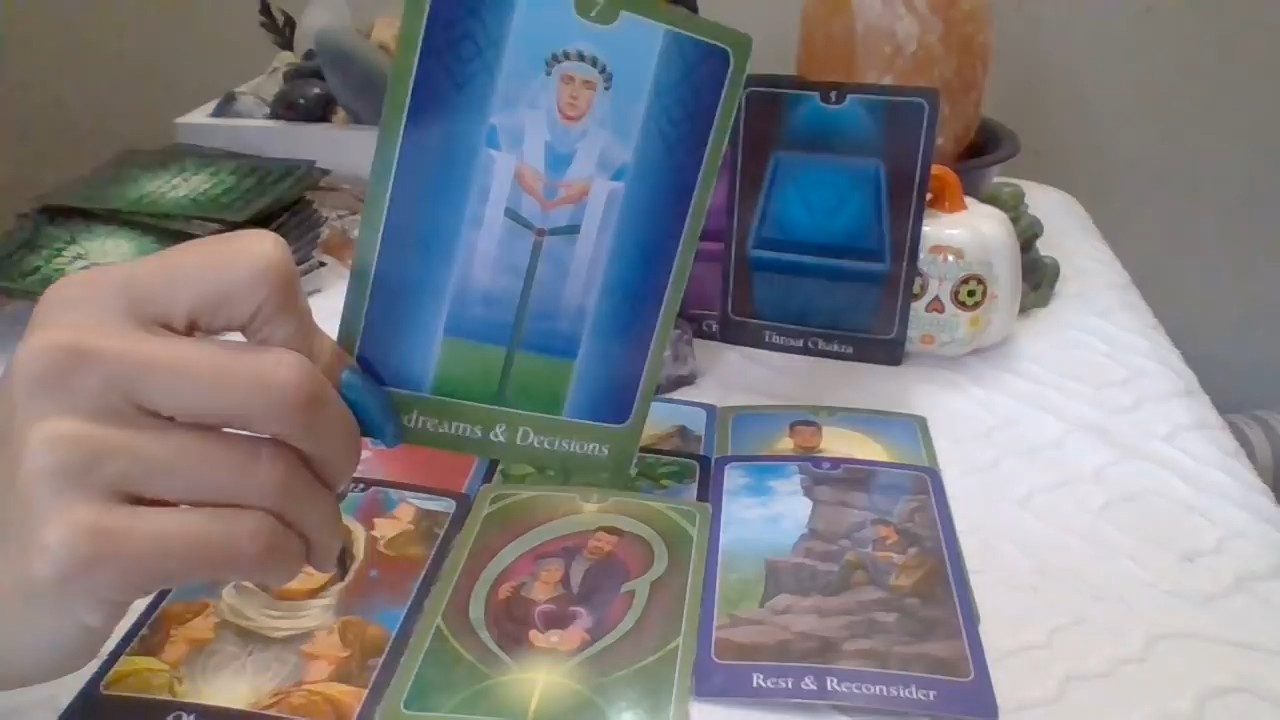 7
5
Throat Chakra
dreams & Decisions
Rest & Reconsider